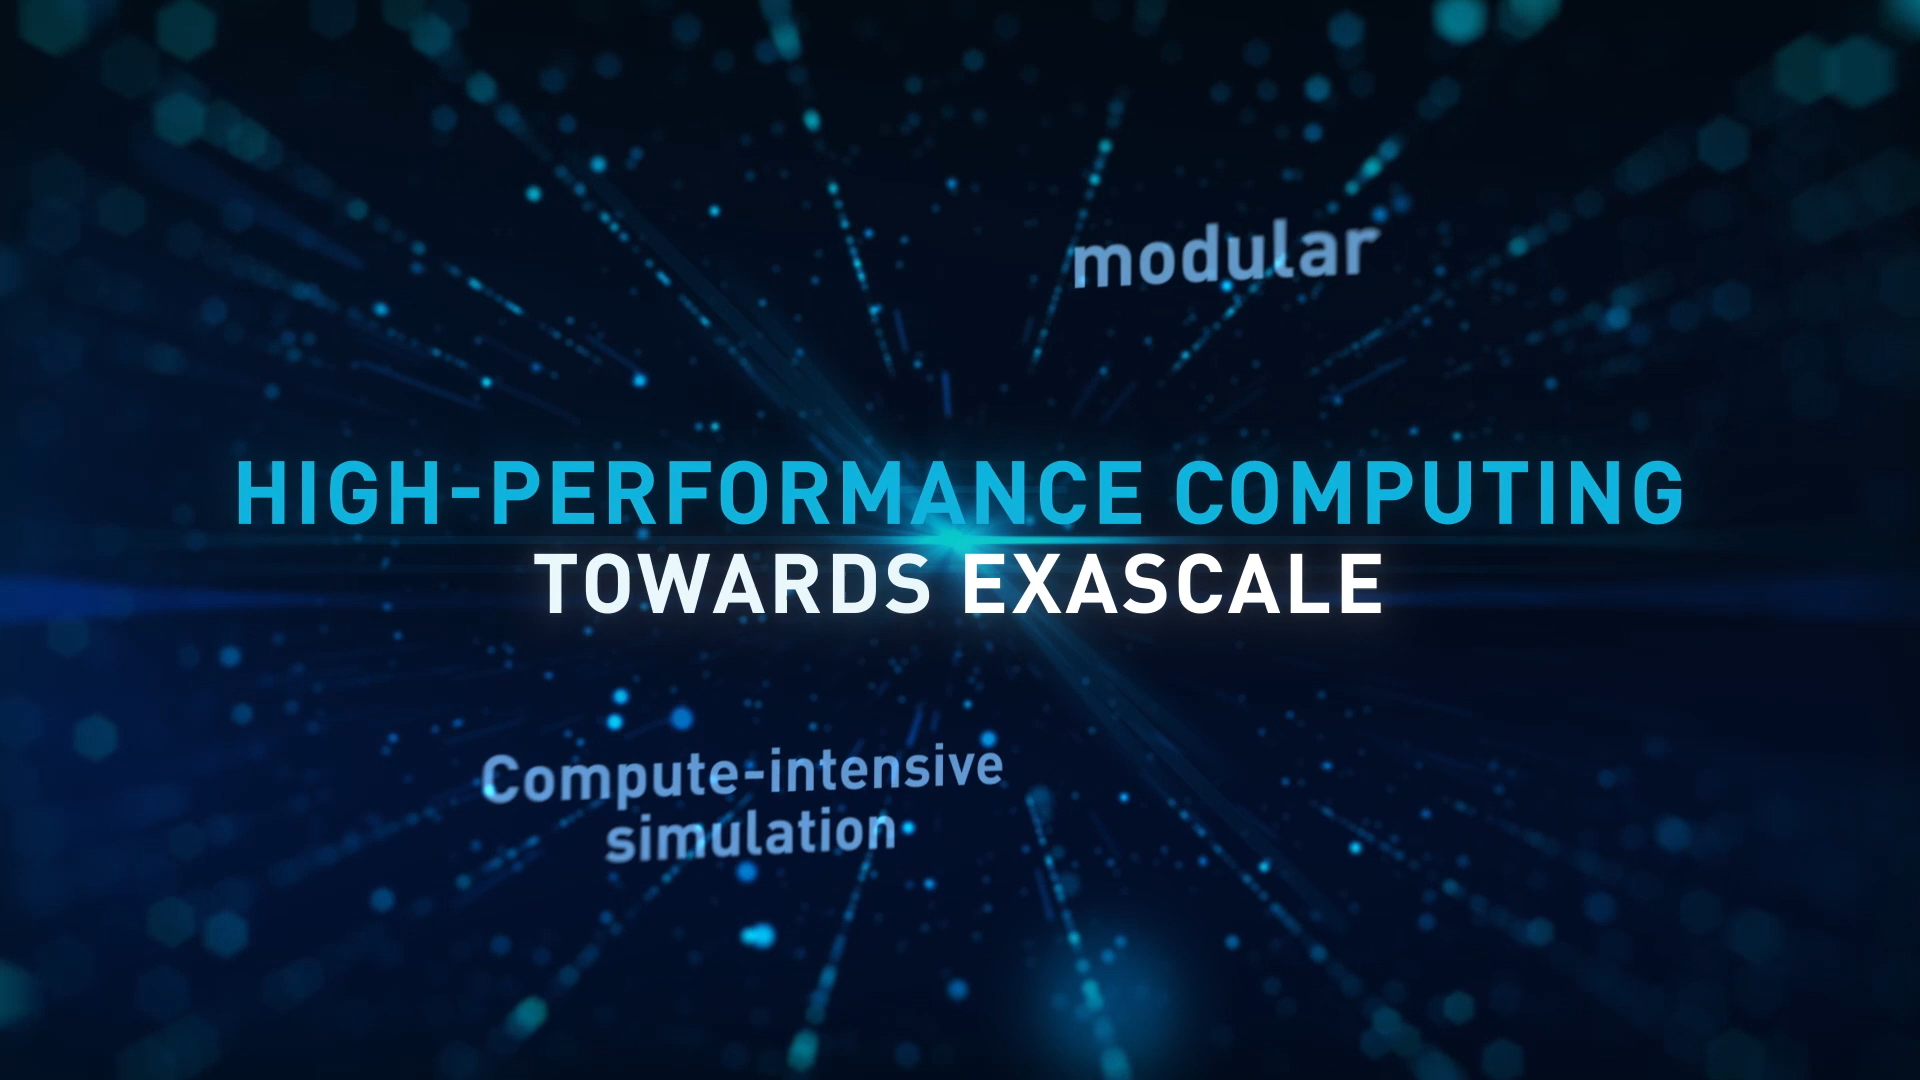 modular
HIGH-PERFORMANCE COMPUTING
TOWARDS EXASCALE
Compute-intensive
simulation